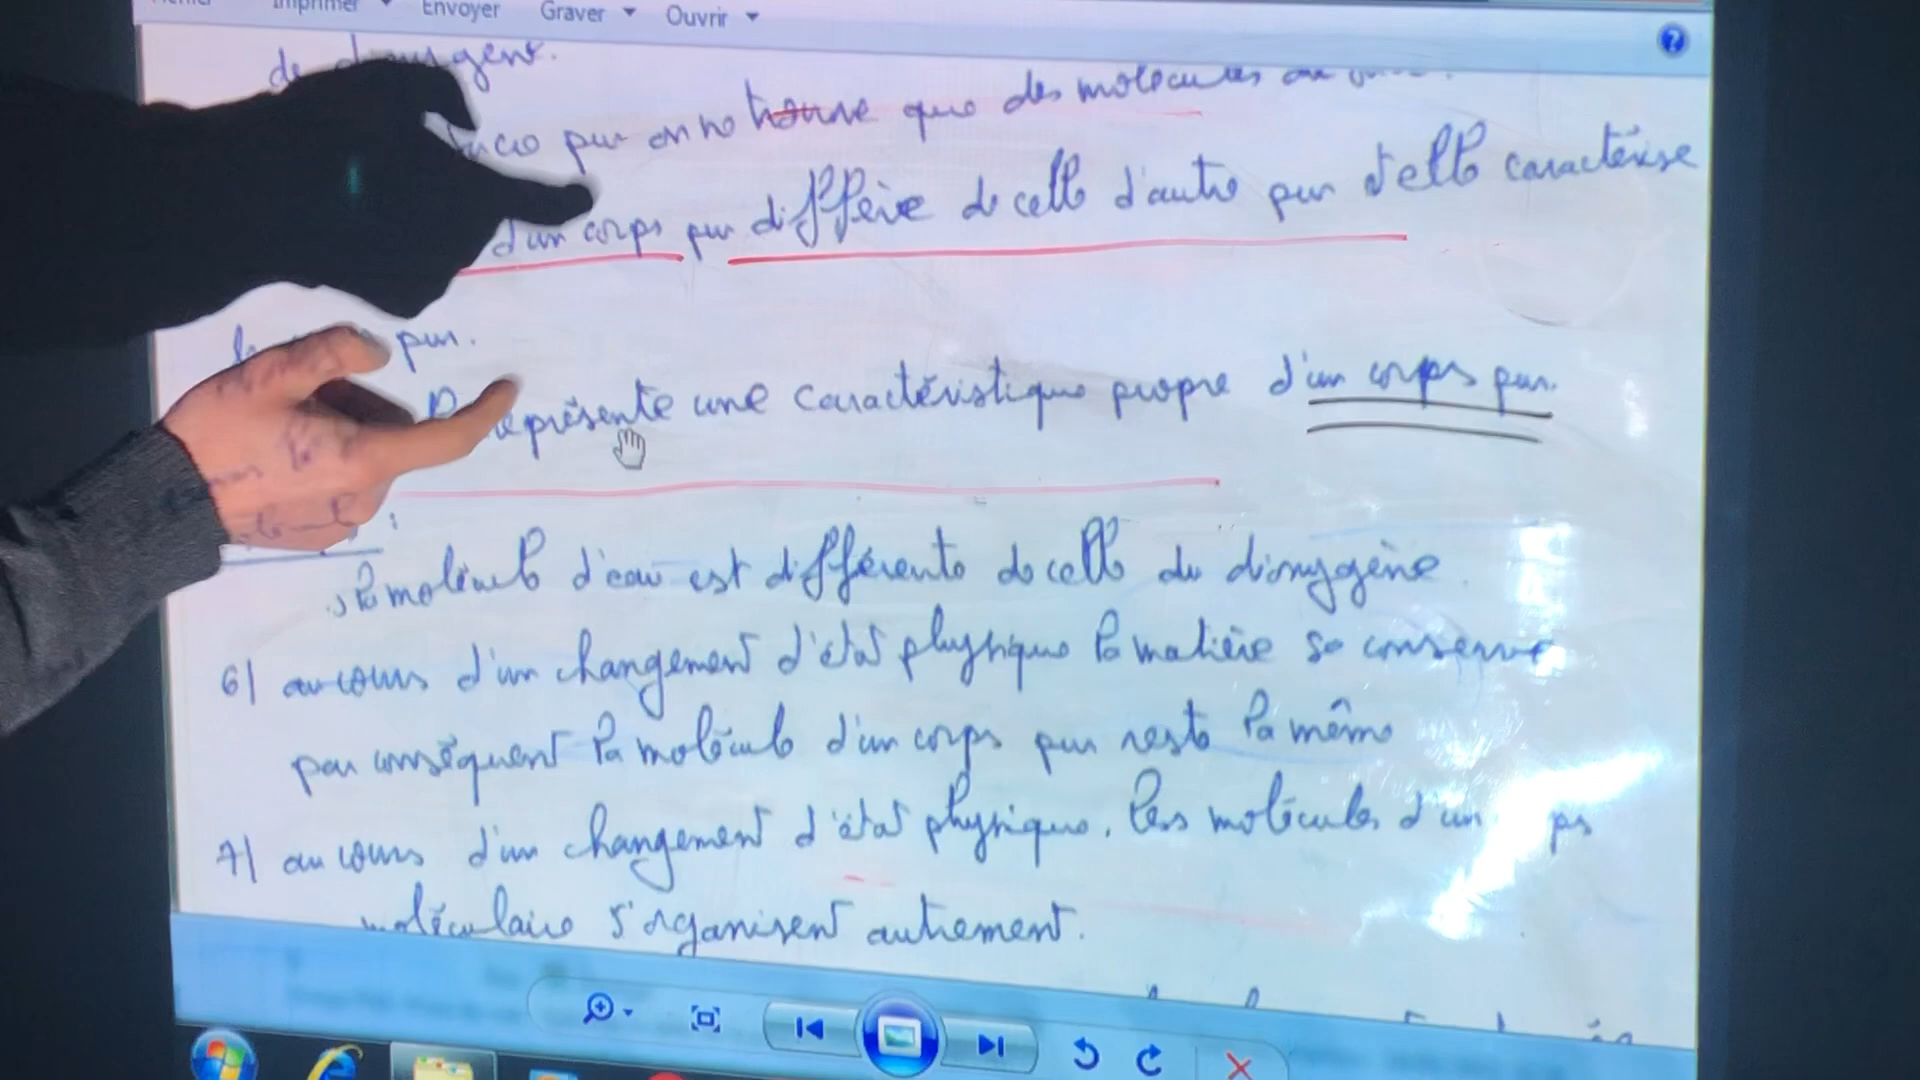 Imprimer Envoyer Graver Ouvrir
de
pur on ne trouve que des molécules
d'un corps pur diffère de celle d'autre pur et elle caractérise
pur.
représente une caractéristique propre d'un corps pur.
:
. La molécule d'eau est différente de celle du dioxygène.
6) au cours d'un changement d'état physique la matière se conserve
par conséquent la molécule d'un corps pur reste la même
7) au cours d'un changement d'état physique, les molécules d'un
moléculaire s'organisent autrement.